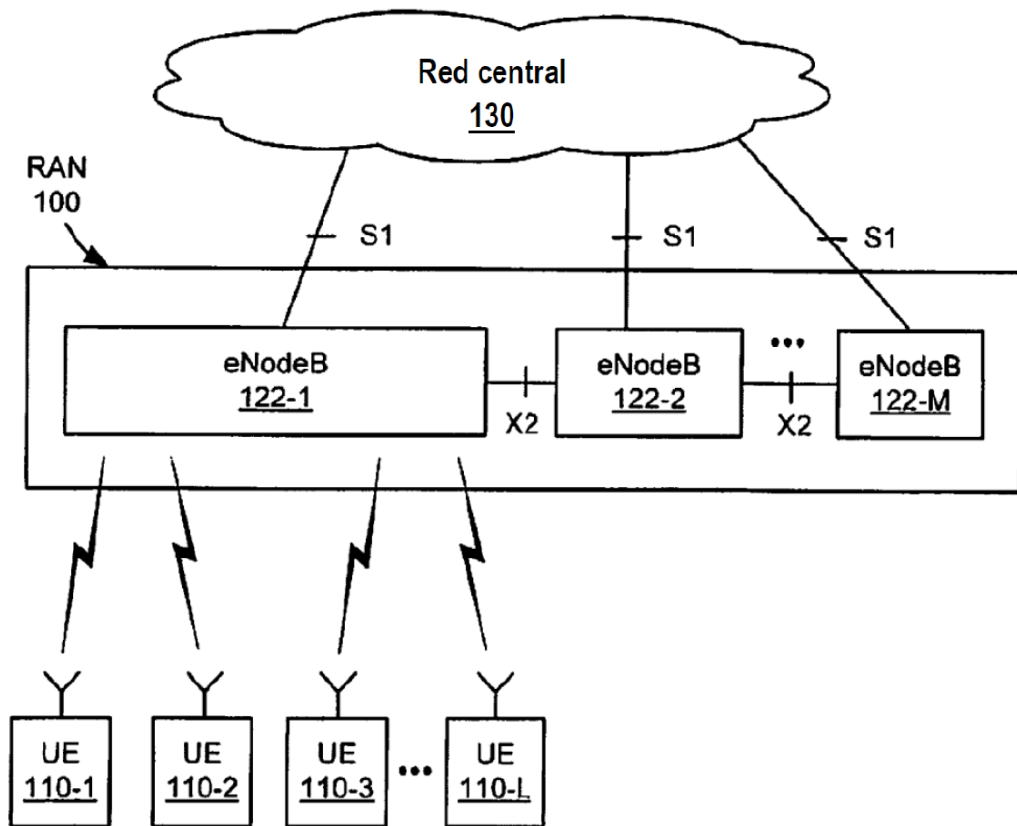 Red central
130
RAN
100
S1
S1
S1
eNodeB
122-1
X2
eNodeB
122-2
...
X2
eNodeB
122-M
UE
110-1
UE
110-2
UE
110-3
...
UE
110-L